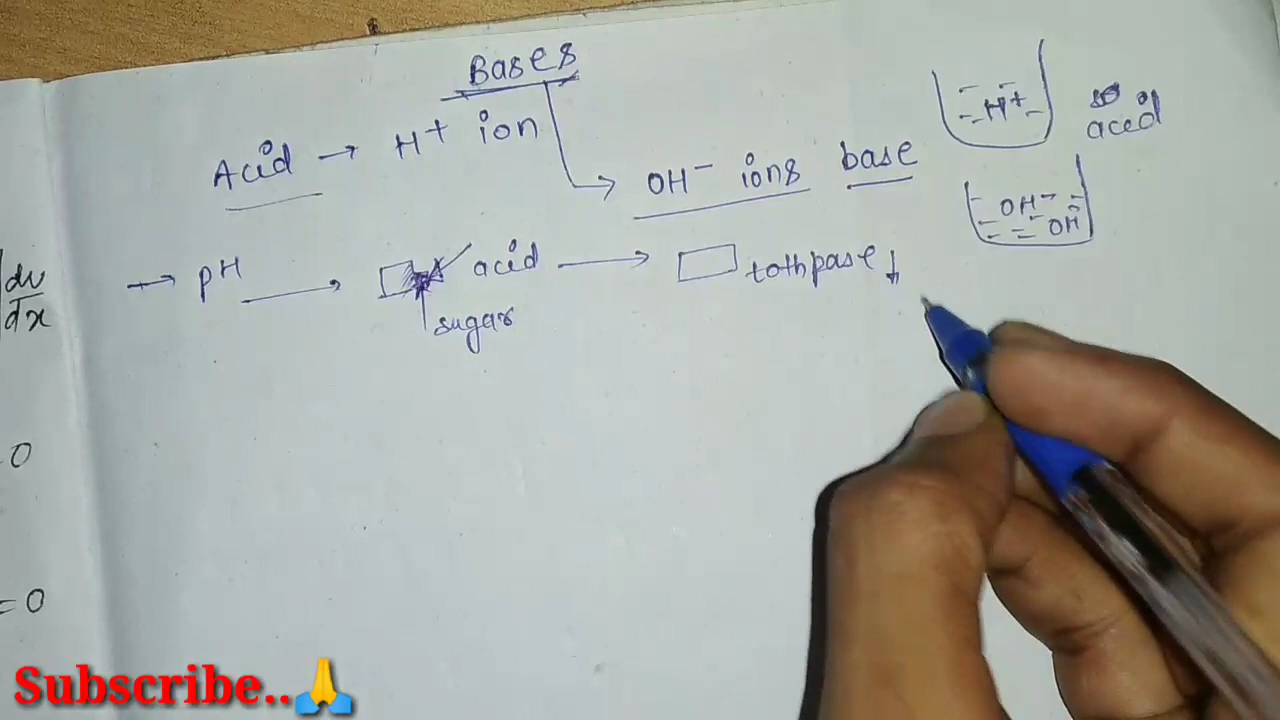 Bases
Acid → H+ ion
OH- ions base
H+
acid
OH-
OH
dv
dx
→ pH → acid → tothpase ↓
sugar
0
= 0
Subscribe..🙏